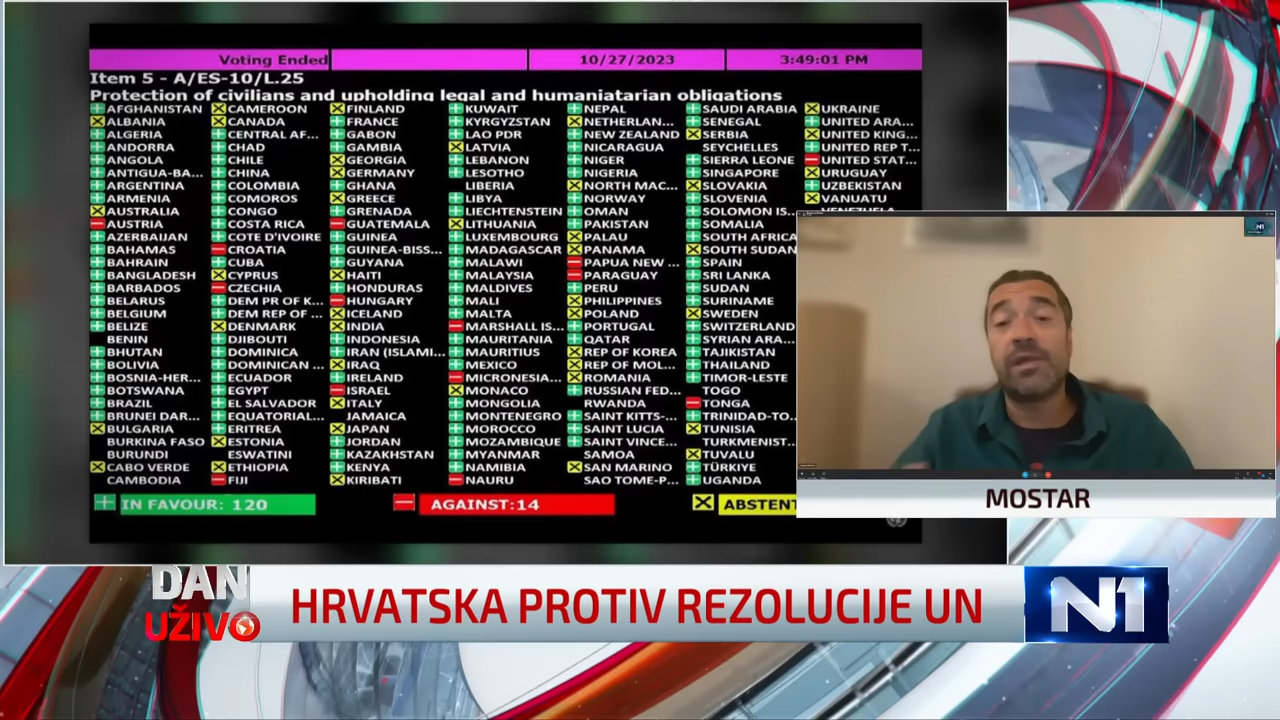 Voting Ended 10/27/2023 3:49:01 PM
Item 5 - A/ES-10/L.25
Protection of civilians and upholding legal and humaniatarian obligations
AFGHANISTAN CAMEROON FINLAND KUWAIT NEPAL SAUDI ARABIA UKRAINE
ALBANIA CANADA FRANCE KYRGYZSTAN NETHERLAN... SENEGAL UNITED ARA...
ALGERIA CENTRAL AF... GABON LAO PDR NEW ZEALAND SERBIA UNITED KING...
ANDORRA CHAD GAMBIA LATVIA NICARAGUA SEYCHELLES UNITED REP T...
ANGOLA CHILE GEORGIA LEBANON NIGER SIERRA LEONE UNITED STAT...
ANTIGUA-BA... CHINA GERMANY LESOTHO NIGERIA SINGAPORE URUGUAY
ARGENTINA COLOMBIA GHANA LIBERIA NORTH MAC... SLOVAKIA UZBEKISTAN
ARMENIA COMOROS GREECE LIBYA NORWAY SLOVENIA VANUATU
AUSTRALIA CONGO GRENADA LIECHTENSTEIN OMAN SOLOMON IS...
AUSTRIA COSTA RICA GUATEMALA LITHUANIA PAKISTAN SOMALIA
AZERBAIJAN COTE D'IVOIRE GUINEA LUXEMBOURG PALAU SOUTH AFRICA
BAHAMAS CROATIA GUINEA-BISS... MADAGASCAR PANAMA SOUTH SUDAN
BAHRAIN CUBA GUYANA MALAWI PAPUA NEW ... SPAIN
BANGLADESH CYPRUS HAITI MALAYSIA PARAGUAY SRI LANKA
BARBADOS CZECHIA HONDURAS MALDIVES PERU SUDAN
BELARUS DEM PR OF K... HUNGARY MALI PHILIPPINES SURINAME
BELGIUM DEM REP OF ... ICELAND MALTA POLAND SWEDEN
BELIZE DENMARK INDIA MARSHALL IS... PORTUGAL SWITZERLAND
BENIN DJIBOUTI INDONESIA MAURITANIA QATAR SYRIAN ARA...
BHUTAN DOMINICA IRAN (ISLAMI... MAURITIUS REP OF KOREA TAJIKISTAN
BOLIVIA DOMINICAN ... IRAQ MEXICO REP OF MOL... THAILAND
BOSNIA-HER... ECUADOR IRELAND MICRONESIA... ROMANIA TIMOR-LESTE
BOTSWANA EGYPT ISRAEL MONACO RUSSIAN FED... TOGO
BRAZIL EL SALVADOR ITALY MONGOLIA RWANDA TONGA
BRUNEI DAR... EQUATORIAL... JAMAICA MONTENEGRO SAINT KITTS-... TRINIDAD-TO...
BULGARIA ERITREA JAPAN MOROCCO SAINT LUCIA TUNISIA
BURKINA FASO ESTONIA JORDAN MOZAMBIQUE SAINT VINCE... TURKMENIST...
BURUNDI ESWATINI KAZAKHSTAN MYANMAR SAMOA TUVALU
CABO VERDE ETHIOPIA KENYA NAMIBIA SAN MARINO TÜRKIYE
CAMBODIA FIJI KIRIBATI NAURU SAO TOME-P... UGANDA
IN FAVOUR: 120 AGAINST:14 ABSTENT
MOSTAR
DAN
UŽIVO
HRVATSKA PROTIV REZOLUCIJE UN
N1